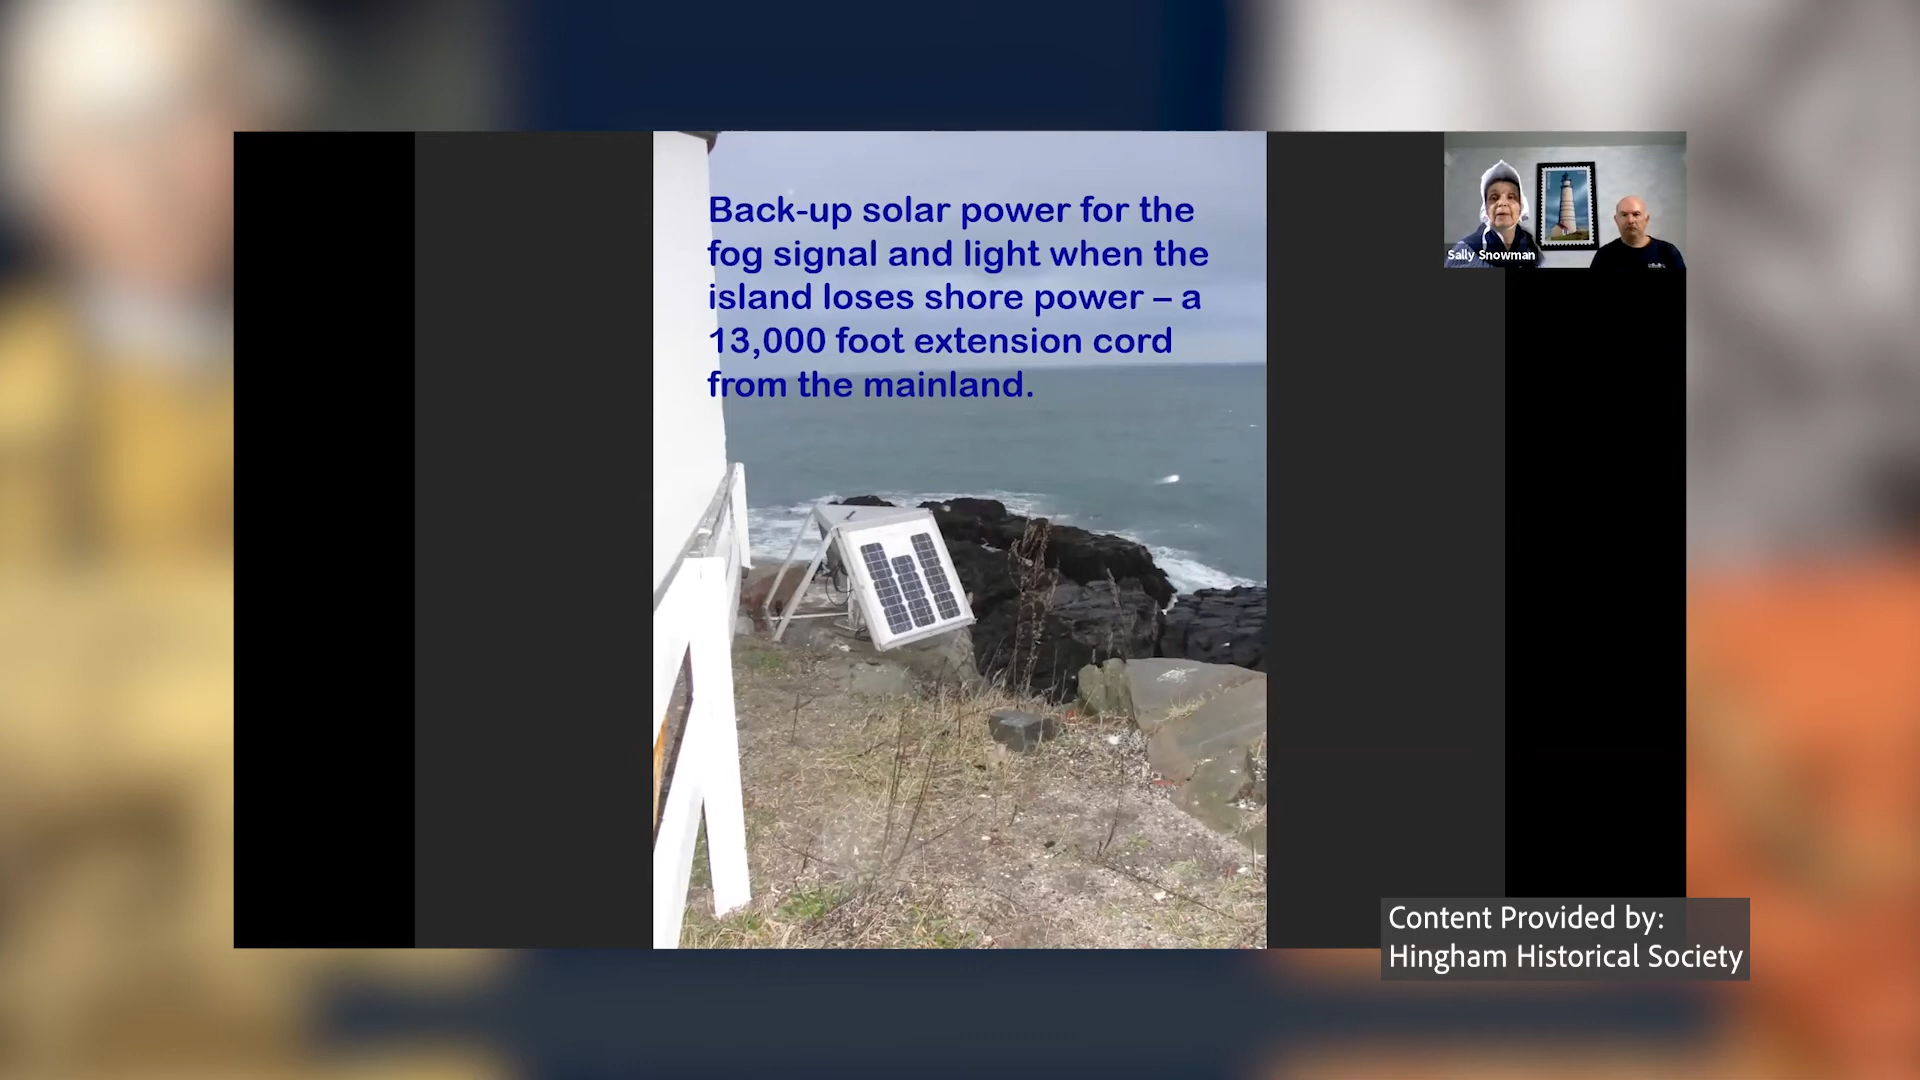 Back-up solar power for the
fog signal and light when the
island loses shore power – a
13,000 foot extension cord
from the mainland.
Sally Snowman
Content Provided by:
Hingham Historical Society